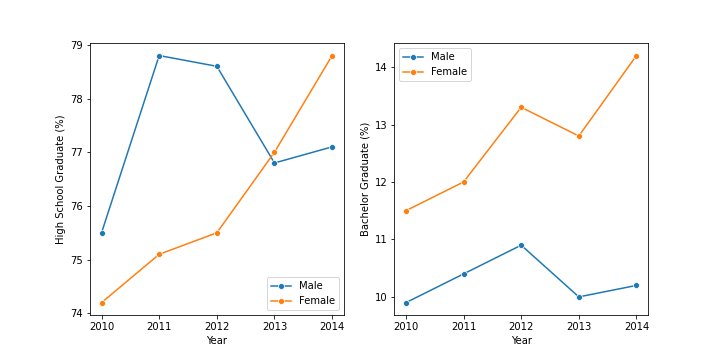 High School Graduate (%)
79
78
77
76
75
74
Male
Female
2010 2011 2012 2013 2014
Year
Bachelor Graduate (%)
Male
Female
14
13
12
11
10
2010 2011 2012 2013 2014
Year